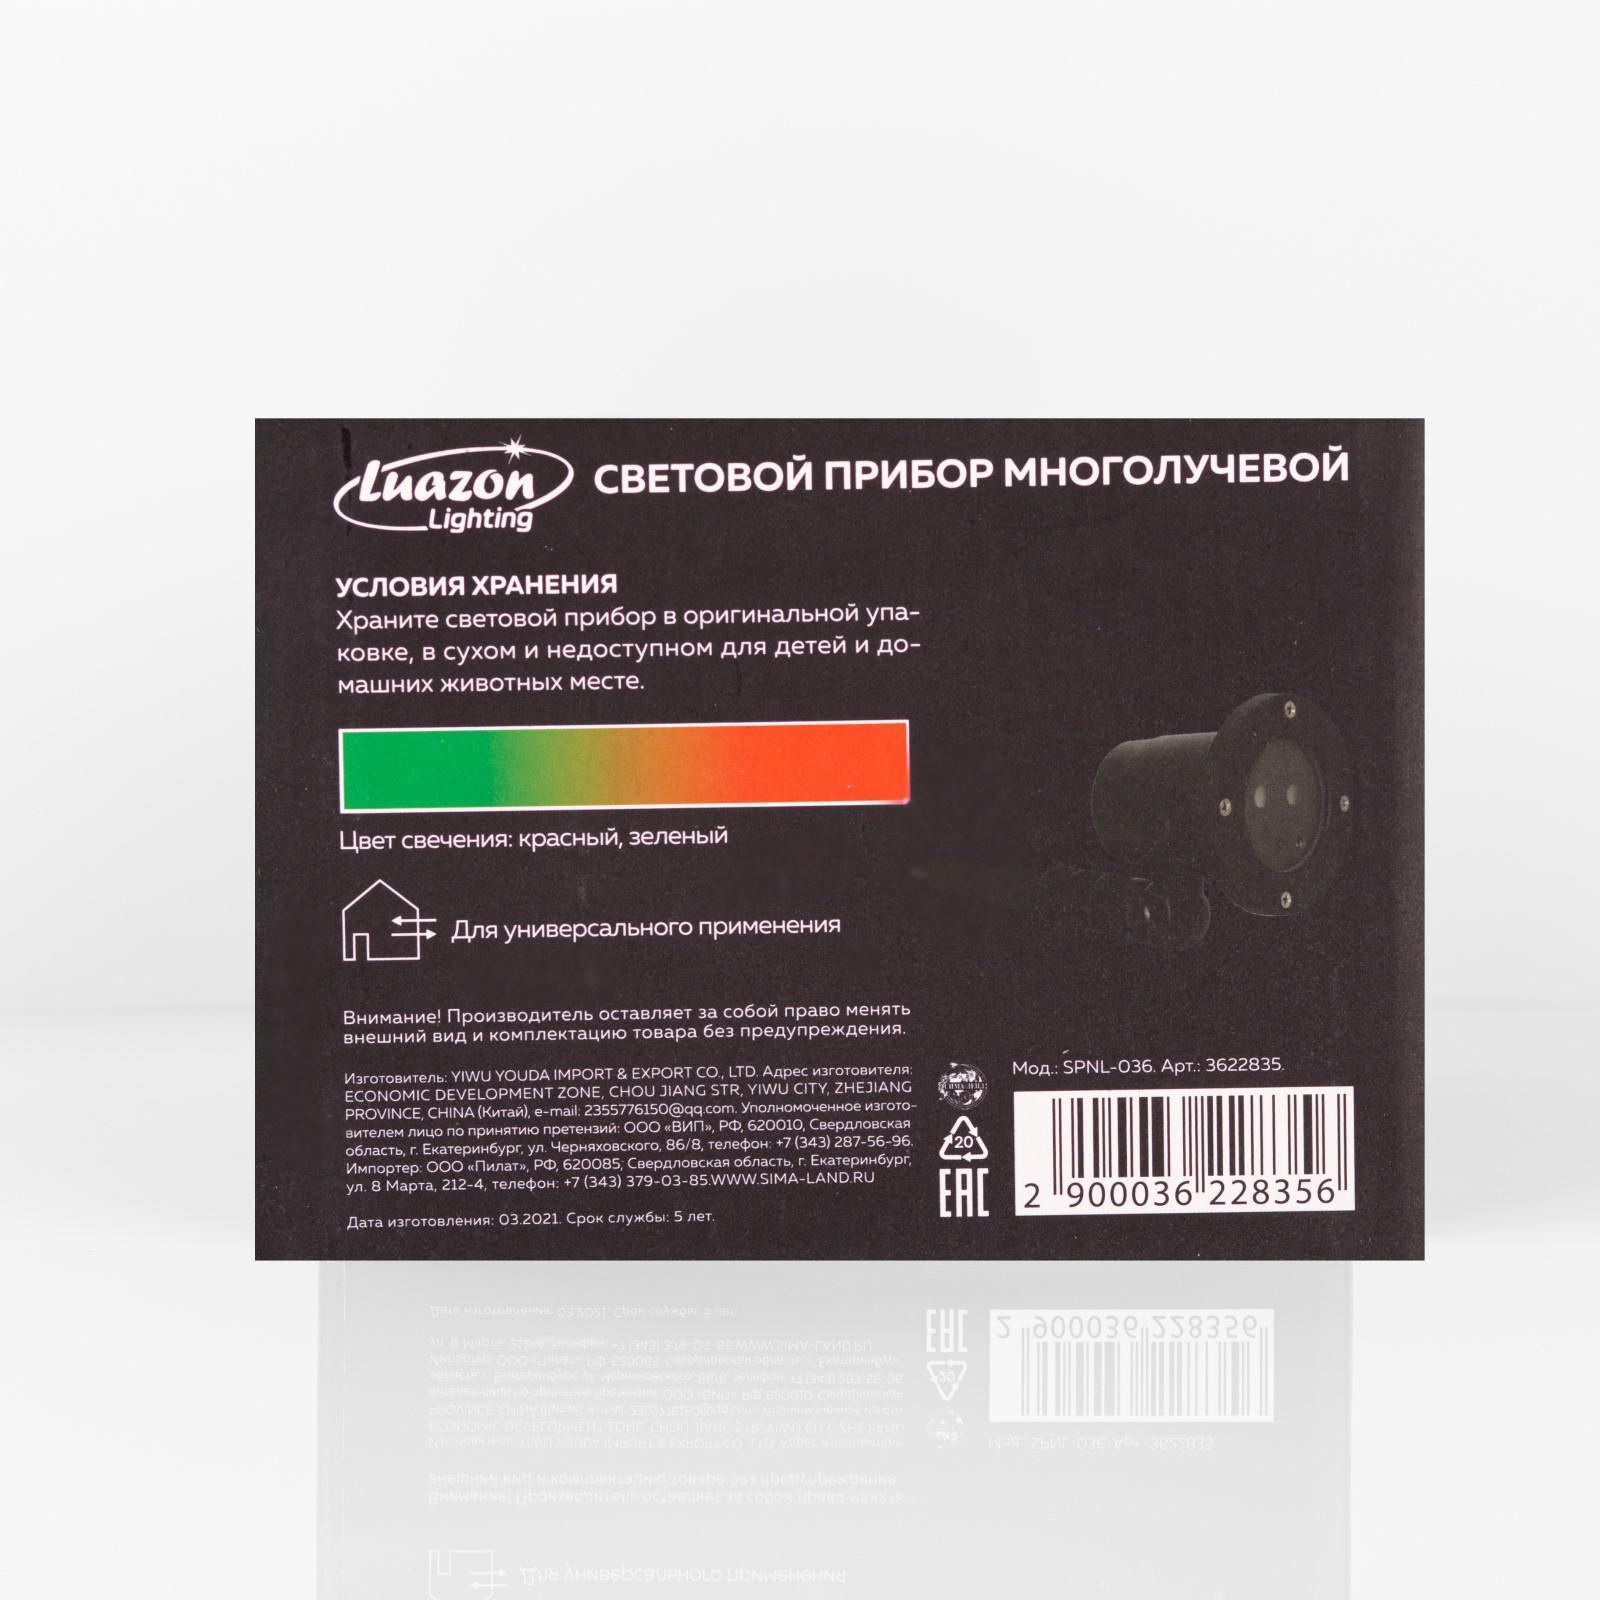 Luazon
Lighting
СВЕТОВОЙ ПРИБОР МНОГОЛУЧЕВОЙ
УСЛОВИЯ ХРАНЕНИЯ
Храните световой прибор в оригинальной упа-
ковке, в сухом и недоступном для детей и до-
машних животных месте.
Цвет свечения: красный, зеленый
Для универсального применения
Внимание! Производитель оставляет за собой право менять
внешний вид и комплектацию товара без предупреждения.
Изготовитель: YIWU YOUDA IMPORT & EXPORT CO., LTD. Адрес изготовителя:
ECONOMIC DEVELOPMENT ZONE, CHOU JIANG STR, YIWU CITY, ZHEJIANG
PROVINCE, CHINA (Китай), e-mail: 2355776150@qq.com. Уполномоченное изгото-
вителем лицо по принятию претензий: ООО «ВИП», РФ, 620010, Свердловская
область, г. Екатеринбург, ул. Черняховского, 86/8, телефон: +7 (343) 287-56-96.
Импортер: ООО «Пилат», РФ, 620085, Свердловская область, г. Екатеринбург,
ул. 8 Марта, 212-4, телефон: +7 (343) 379-03-85.WWW.SIMA-LAND.RU
Дата изготовления: 03.2021. Срок службы: 5 лет.
20
EAC
Мод.: SPNL-036. Арт.: 3622835.
2 900036 228356